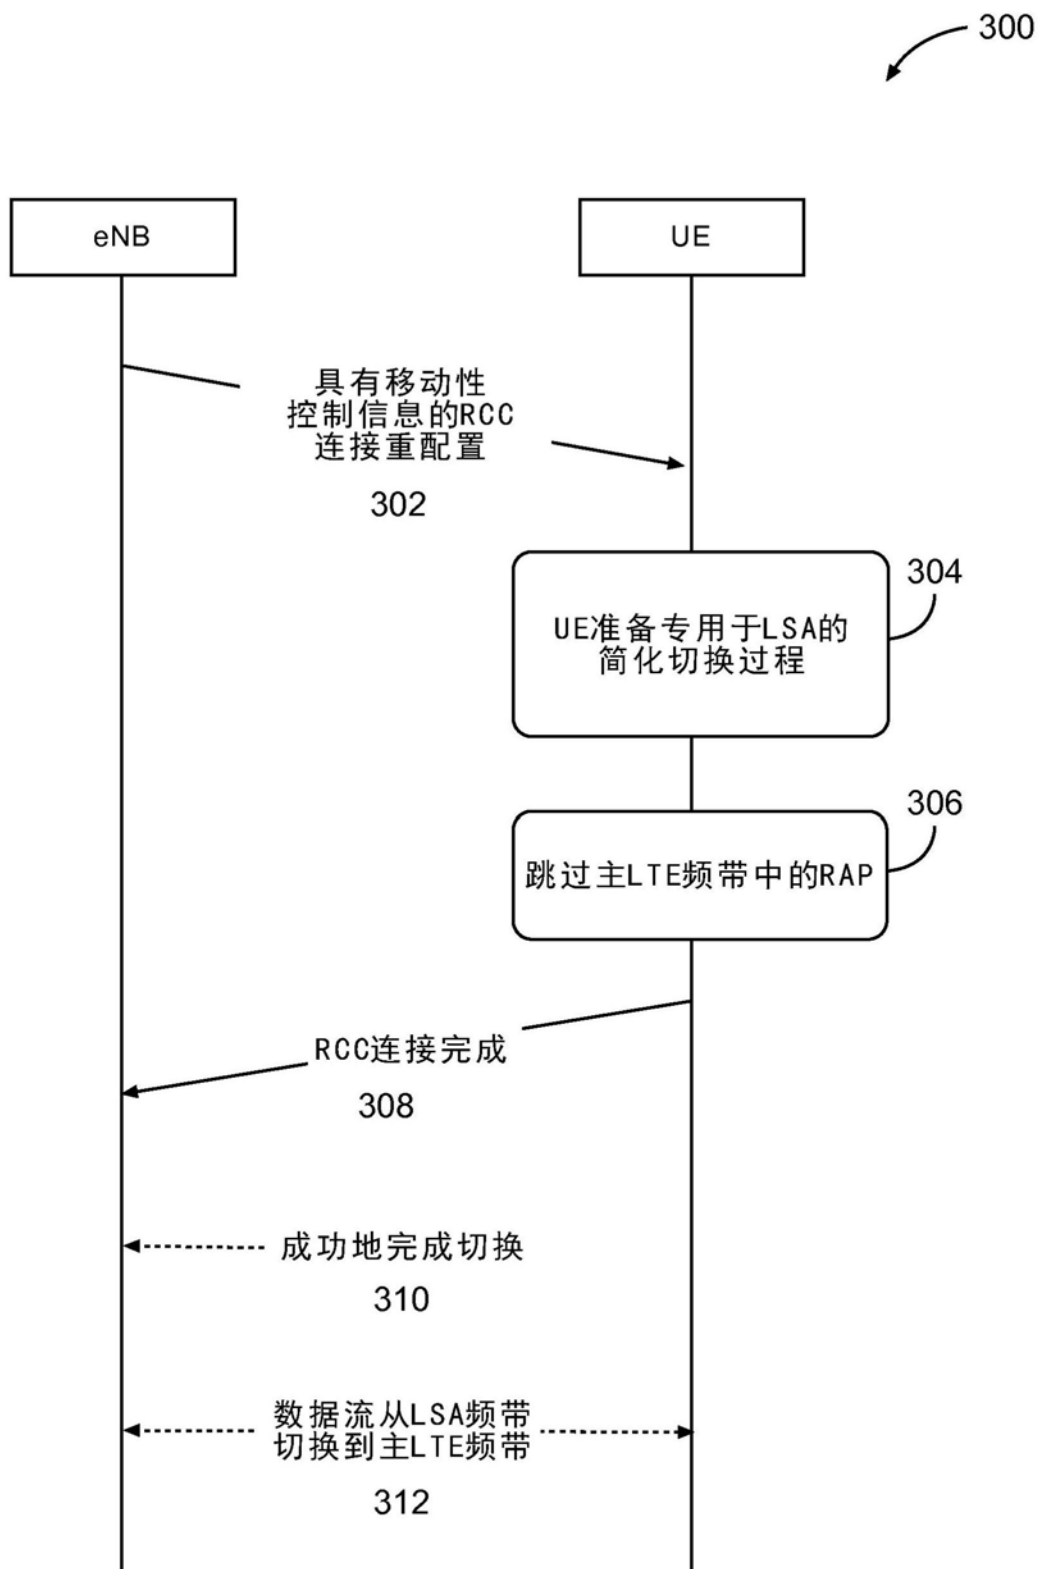 300
eNB
UE
具有移动性
控制信息的RCC
连接重配置
302
304
UE准备专用于LSA的
简化切换过程
306
跳过主LTE频带中的RAP
RCC连接完成
308
成功地完成切换
310
数据流从LSA频带
切换到主LTE频带
312